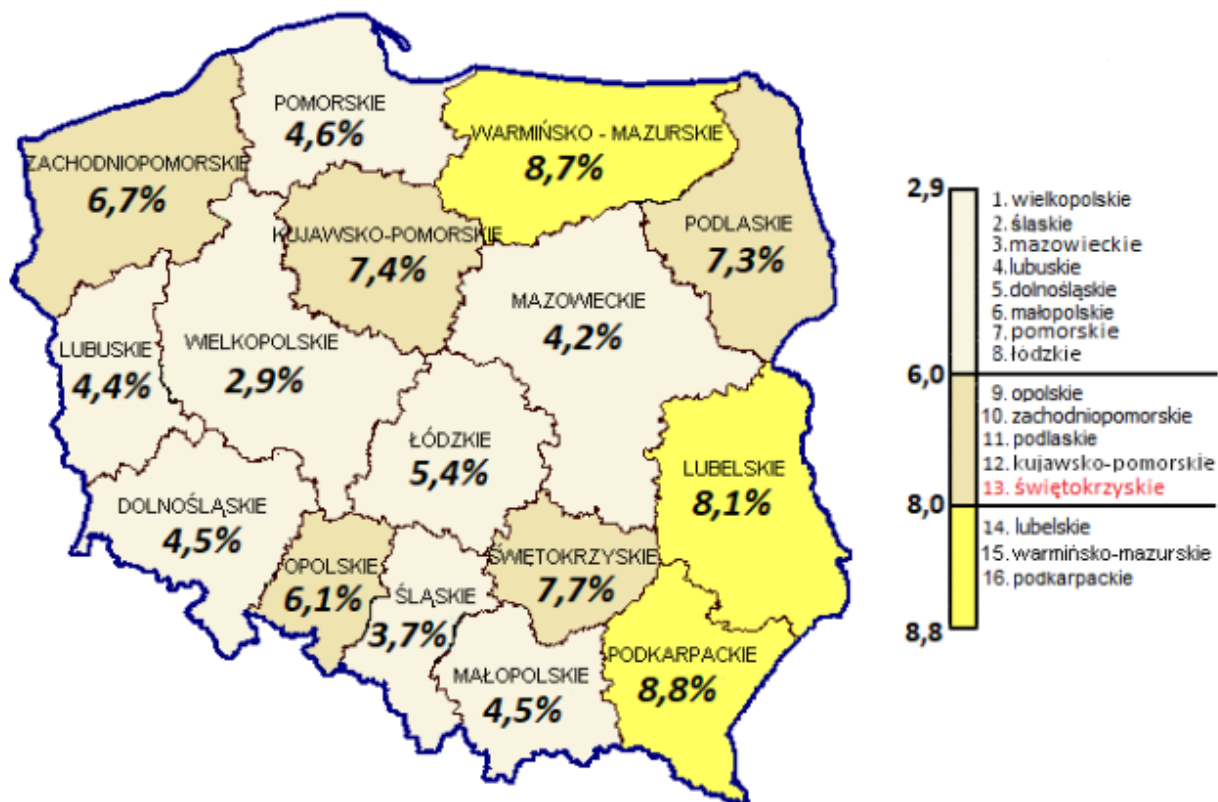 POMORSKIE
4,6%
WARMIŃSKO - MAZURSKIE
8,7%
ZACHODNIOPOMORSKIE
6,7%
KUJAWSKO-POMORSKIE
7,4%
PODLASKIE
7,3%
MAZOWIECKIE
4,2%
LUBUSKIE
4,4%
WIELKOPOLSKIE
2,9%
ŁÓDZKIE
5,4%
LUBELSKIE
8,1%
DOLNOŚLĄSKIE
4,5%
OPOLSKIE
6,1%
ŚLĄSKIE
3,7%
ŚWIĘTOKRZYSKIE
7,7%
MAŁOPOLSKIE
4,5%
PODKARPACKIE
8,8%
2,9
1. wielkopolskie
2. śląskie
3. mazowieckie
4. lubuskie
5. dolnośląskie
6. małopolskie
7. pomorskie
8. łódzkie
6,0
9. opolskie
10. zachodniopomorskie
11. podlaskie
12. kujawsko-pomorskie
13. świętokrzyskie
8,0
14. lubelskie
15. warmińsko-mazurskie
16. podkarpackie
8,8